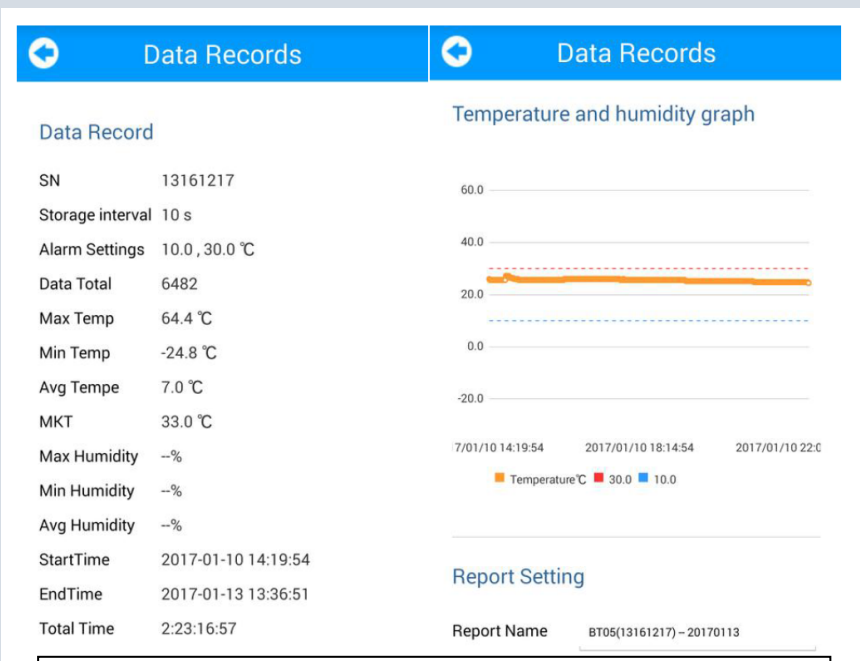 Data Records
Data Record
SN 13161217
Storage interval 10 s
Alarm Settings 10.0 , 30.0 ℃
Data Total 6482
Max Temp 64.4 ℃
Min Temp -24.8 ℃
Avg Tempe 7.0 ℃
MKT 33.0 ℃
Max Humidity --%
Min Humidity --%
Avg Humidity --%
StartTime 2017-01-10 14:19:54
EndTime 2017-01-13 13:36:51
Total Time 2:23:16:57
Data Records
Temperature and humidity graph
60.0
40.0
20.0
0.0
-20.0
7/01/10 14:19:54 2017/01/10 18:14:54 2017/01/10 22:0
Temperature℃ 30.0 10.0
Report Setting
Report Name BT05(13161217) – 20170113